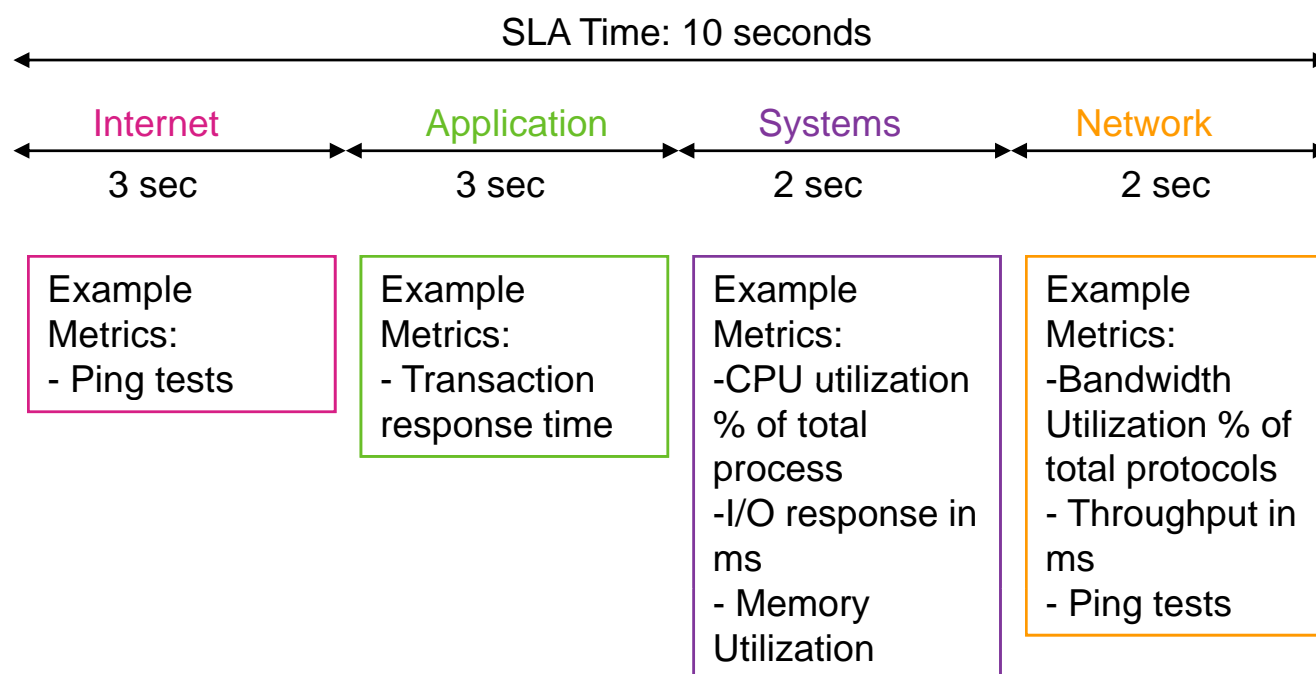 SLA Time: 10 seconds
Internet
Application
Systems
Network
3 sec
3 sec
2 sec
2 sec
Example
Metrics:
- Ping tests
Example
Metrics:
- Transaction
response time
Example
Metrics:
-CPU utilization
% of total
process
-I/O response in
ms
- Memory
Utilization
Example
Metrics:
-Bandwidth
Utilization % of
total protocols
- Throughput in
ms
- Ping tests